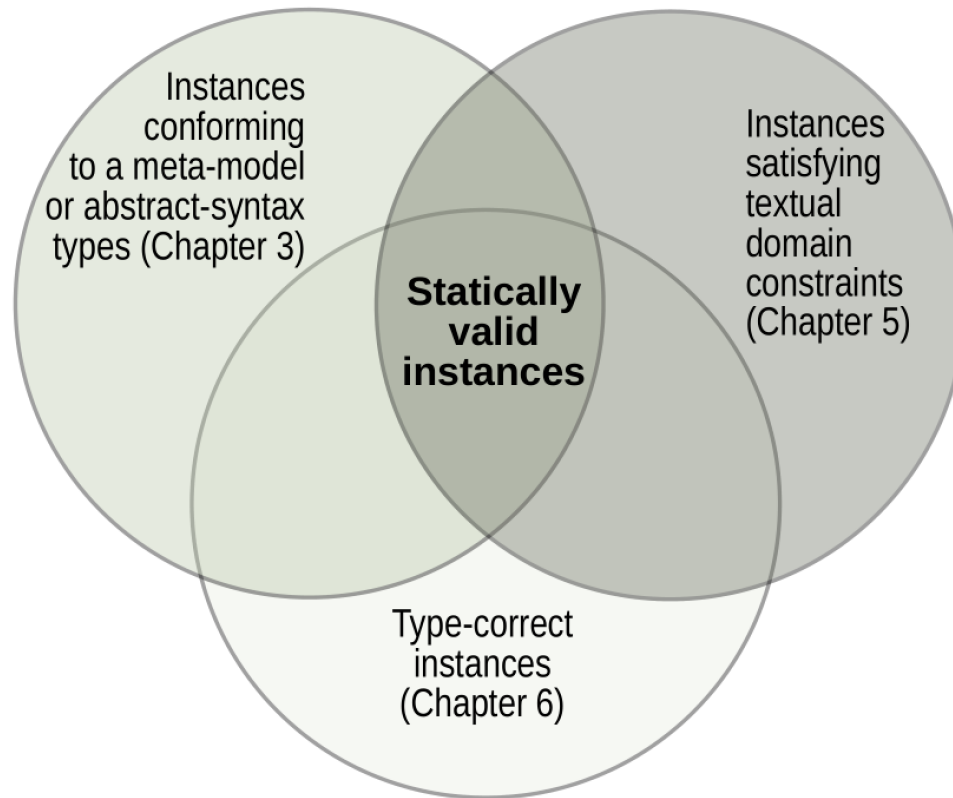 Instances
conforming
to a meta-model
or abstract-syntax
types (Chapter 3)
Instances
satisfying
textual
domain
constraints
(Chapter 5)
Statically
valid
instances
Type-correct
instances
(Chapter 6)